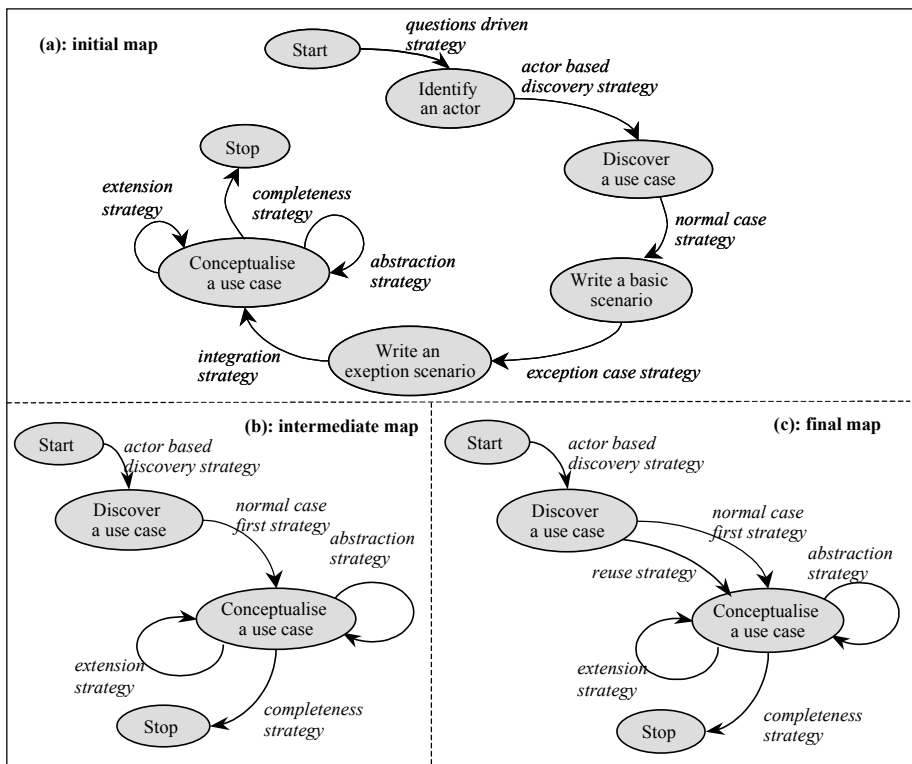 (a): initial map
Start
questions driven
strategy
Identify
an actor
actor based
discovery strategy
Discover
a use case
normal case
strategy
Write a basic
scenario
exception case strategy
Write an
exeption scenario
integration
strategy
Conceptualise
a use case
extension
strategy
abstraction
strategy
completeness
strategy
Stop
(b): intermediate map
Start
actor based
discovery strategy
Discover
a use case
normal case
first strategy
abstraction
strategy
Conceptualise
a use case
extension
strategy
completeness
strategy
Stop
(c): final map
Start
actor based
discovery strategy
Discover
a use case
normal case
first strategy
reuse strategy
abstraction
strategy
Conceptualise
a use case
extension
strategy
completeness
strategy
Stop